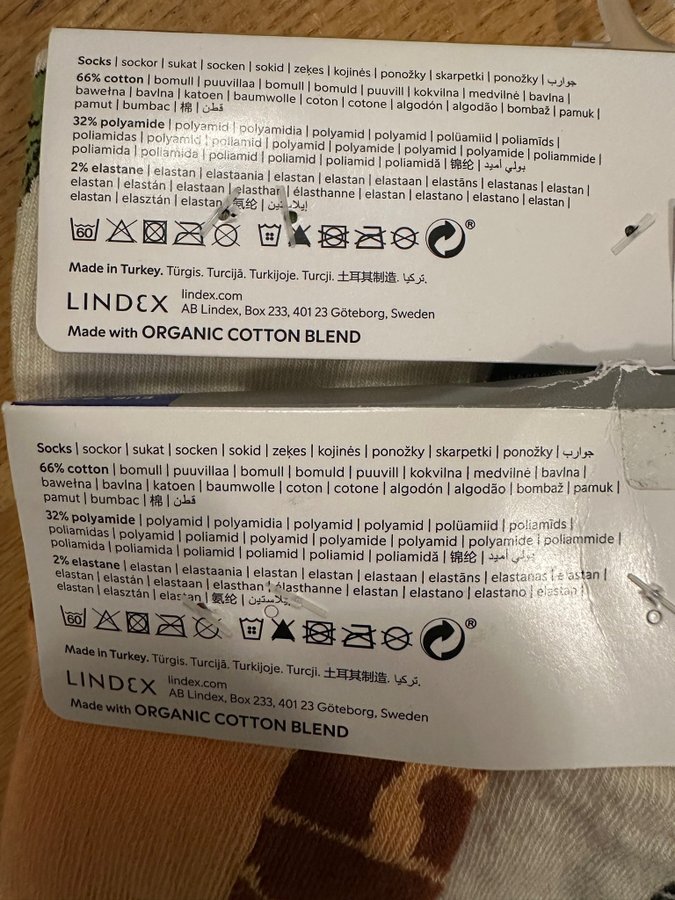 Socks | sockor | sukat | socken | sokid | zeķes | kojinės | ponožky | skarpetki | ponožky | جوارب
66% cotton | bomull | puuvillaa | bomull | bomuld | puuvill | kokvilna | medvilnė | bavlna |
bawełna | bavlna | katoen | baumwolle | coton | cotone | algodón | algodão | bombaž | pamuk |
pamut | bumbac | 棉 | قطن
32% polyamide | polyamid | polyamidia | polyamid | polyamid | polüamiid | poliamīds |
poliamidas | polyamid | poliamid | polyamid | polyamide | polyamide | poliammide |
poliamida | poliamida | poliamid | poliamid | poliamid | poliamidă | 锦纶 | بولي أميد
2% elastane | elastan | elastaania | elastan | elastan | elastaan | elastāns | elastanas | elastan |
elastan | elastán | elastaan | elasthan | élasthanne | elastan | elastano | elastano | elastan |
elastan | elasztán | elastan | 氨纶 | إيلاستين
60
Made in Turkey. Türgis. Turcijā. Turkijoje. Turcji. 土耳其制造. تركيا.
LINDEX lindex.com
AB Lindex, Box 233, 401 23 Göteborg, Sweden
Made with ORGANIC COTTON BLEND
Socks | sockor | sukat | socken | sokid | zeķes | kojinės | ponožky | skarpetki | ponožky | جوارب
66% cotton | bomull | puuvillaa | bomull | bomuld | puuvill | kokvilna | medvilnė | bavlna |
bawełna | bavlna | katoen | baumwolle | coton | cotone | algodón | algodão | bombaž | pamuk |
pamut | bumbac | 棉 | قطن
32% polyamide | polyamid | polyamidia | polyamid | polyamid | polüamiid | poliamīds |
poliamidas | polyamid | poliamid | polyamid | polyamide | polyamide | poliammide |
poliamida | poliamida | poliamid | poliamid | poliamid | poliamidă | 锦纶 | بولي أميد
2% elastane | elastan | elastaania | elastan | elastan | elastaan | elastāns | elastanas | elastan |
elastan | elastán | elastaan | elasthan | élasthanne | elastan | elastano | elastano | elastan |
elastan | elasztán | elastan | 氨纶 | إيلاستين
60
Made in Turkey. Türgis. Turcijā. Turkijoje. Turcji. 土耳其制造. تركيا.
LINDEX lindex.com
AB Lindex, Box 233, 401 23 Göteborg, Sweden
Made with ORGANIC COTTON BLEND